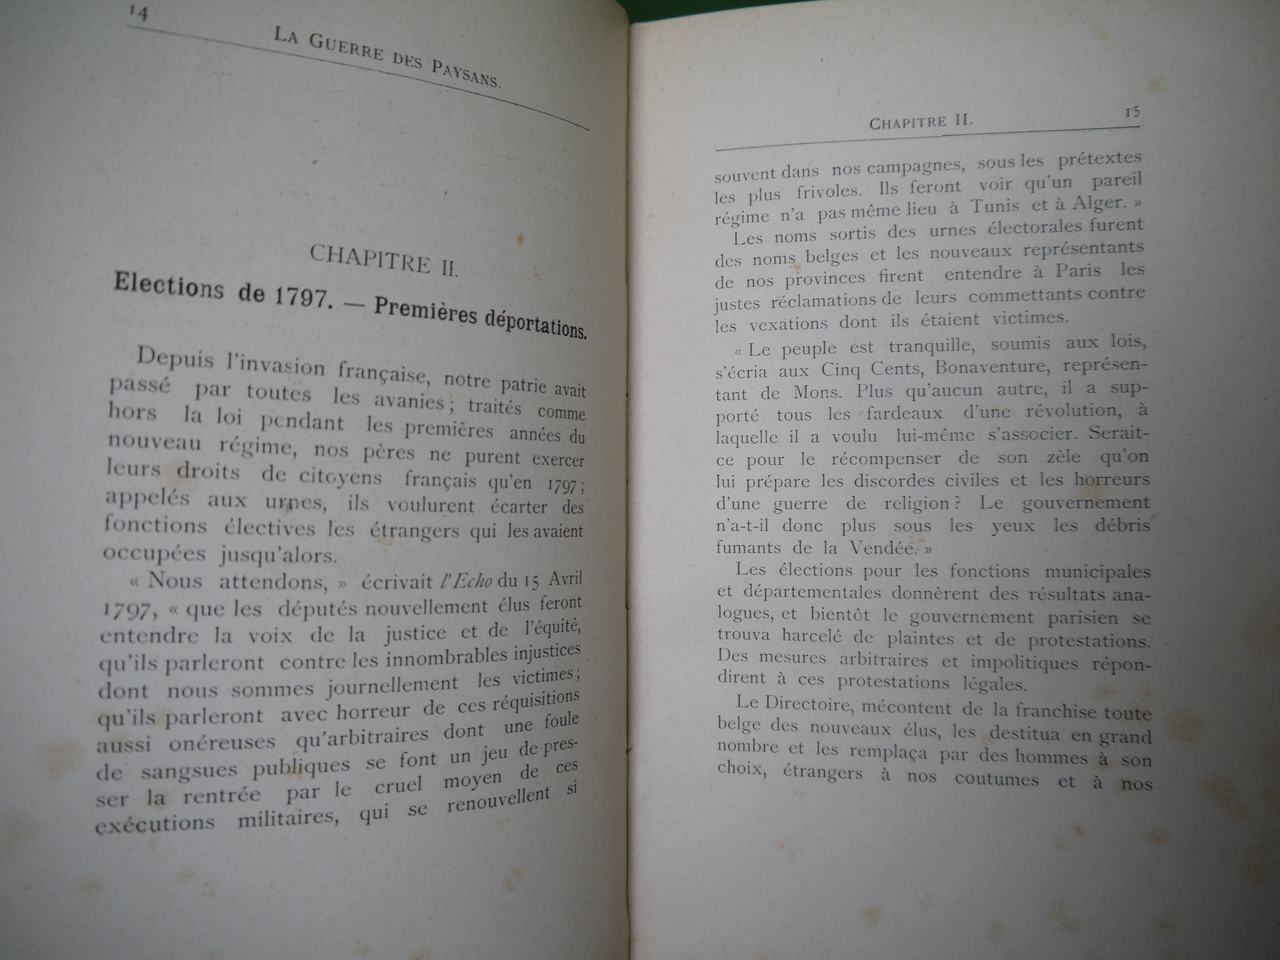 14
LA GUERRE DES PAYSANS.
CHAPITRE II.
Elections de 1797. — Premières déportations.
Depuis l'invasion française, notre patrie avait
passé par toutes les avanies ; traités comme
hors la loi pendant les premières années du
nouveau régime, nos pères ne purent exercer
leurs droits de citoyens français qu'en 1797 ;
appelés aux urnes, ils voulurent écarter des
fonctions électives les étrangers qui les avaient
occupées jusqu'alors.
« Nous attendons, » écrivait l'Echo du 15 Avril
1797, « que les députés nouvellement élus feront
entendre la voix de la justice et de l'équité,
qu'ils parleront contre les innombrables injustices
dont nous sommes journellement les victimes ;
qu'ils parleront avec horreur de ces réquisitions
aussi onéreuses qu'arbitraires dont une foule
de sangsues publiques se font un jeu de pres-
ser la rentrée par le cruel moyen de ces
exécutions militaires, qui se renouvellent si
CHAPITRE II.
15
souvent dans nos campagnes, sous les prétextes
les plus frivoles. Ils feront voir qu'un pareil
régime n'a pas même lieu à Tunis et à Alger. »
Les noms sortis des urnes électorales furent
des noms belges et les nouveaux représentants
de nos provinces firent entendre à Paris les
justes réclamations de leurs commettants contre
les vexations dont ils étaient victimes.
« Le peuple est tranquille, soumis aux lois,
s'écria aux Cinq Cents, Bonaventure, représen-
tant de Mons. Plus qu'aucun autre, il a sup-
porté tous les fardeaux d'une révolution, à
laquelle il a voulu lui-même s'associer. Serait-
ce pour le récompenser de son zèle qu'on
lui prépare les discordes civiles et les horreurs
d'une guerre de religion ? Le gouvernement
n'a-t-il donc plus sous les yeux les débris
fumants de la Vendée. »
Les élections pour les fonctions municipales
et départementales donnèrent des résultats ana-
logues, et bientôt le gouvernement parisien se
trouva harcelé de plaintes et de protestations.
Des mesures arbitraires et impolitiques répon-
dirent à ces protestations légales.
Le Directoire, mécontent de la franchise toute
belge des nouveaux élus, les destitua en grand
nombre et les remplaça par des hommes à son
choix, étrangers à nos coutumes et à nos